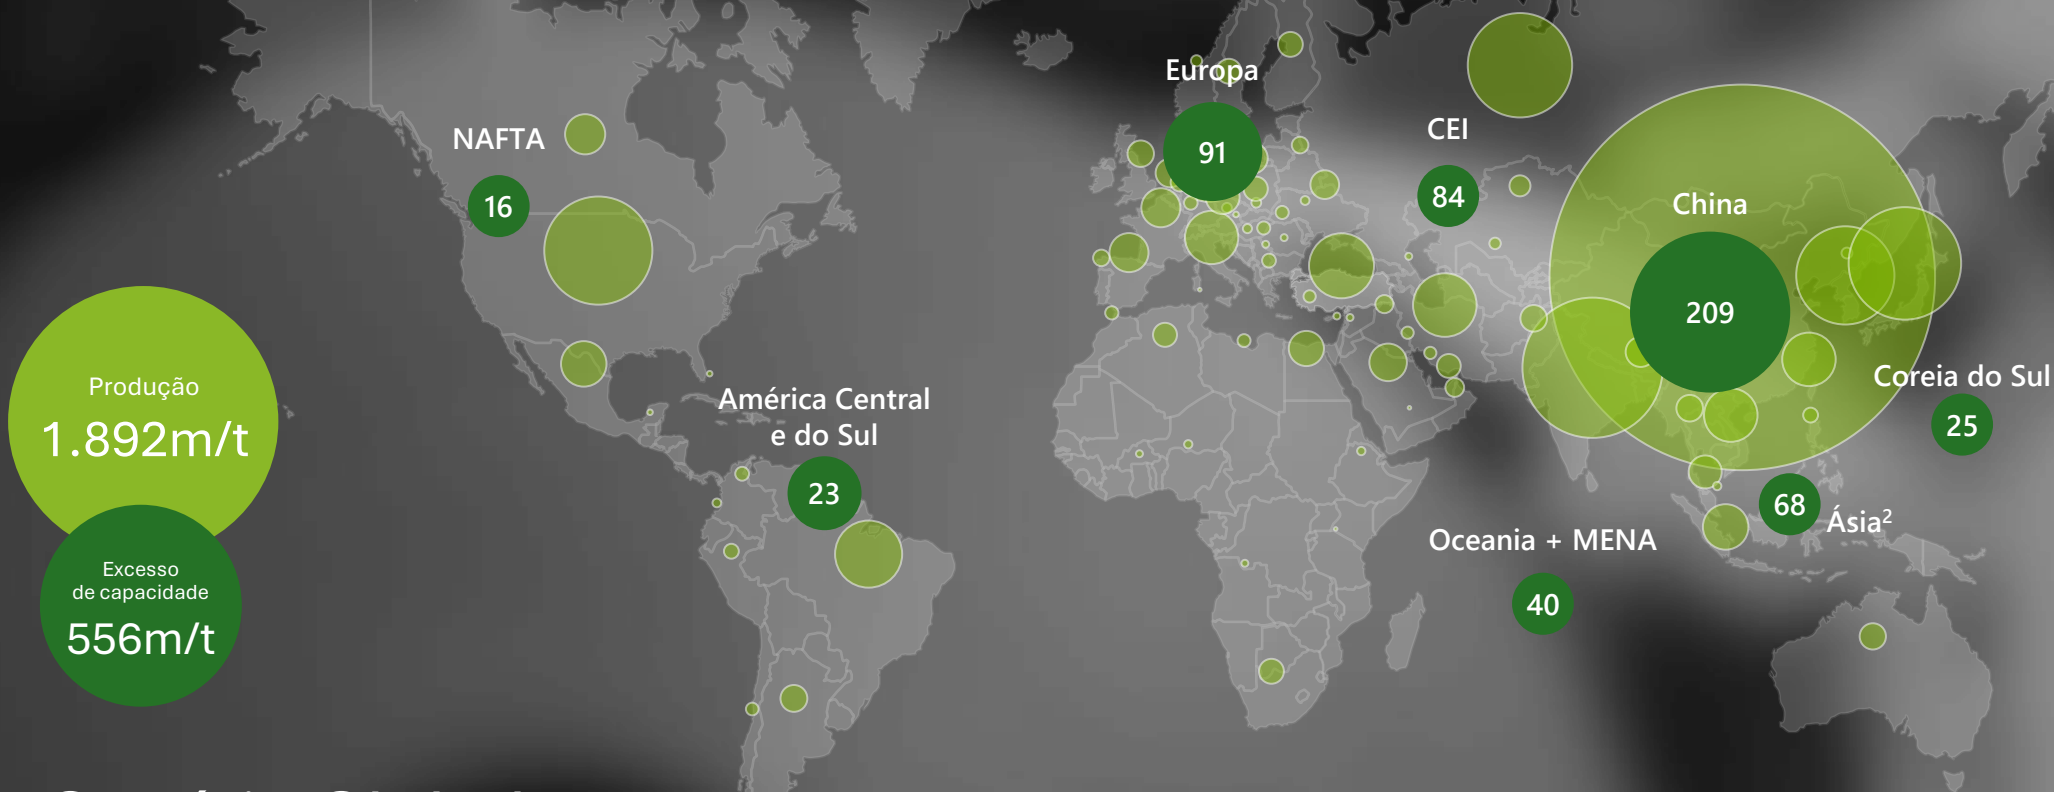 Europa
91
CEI
84
NAFTA
16
China
209
Produção
1.892m/t
América Central
e do Sul
23
Coreia do Sul
25
68
Ásia²
Oceania + MENA
40
Excesso
de capacidade
556m/t